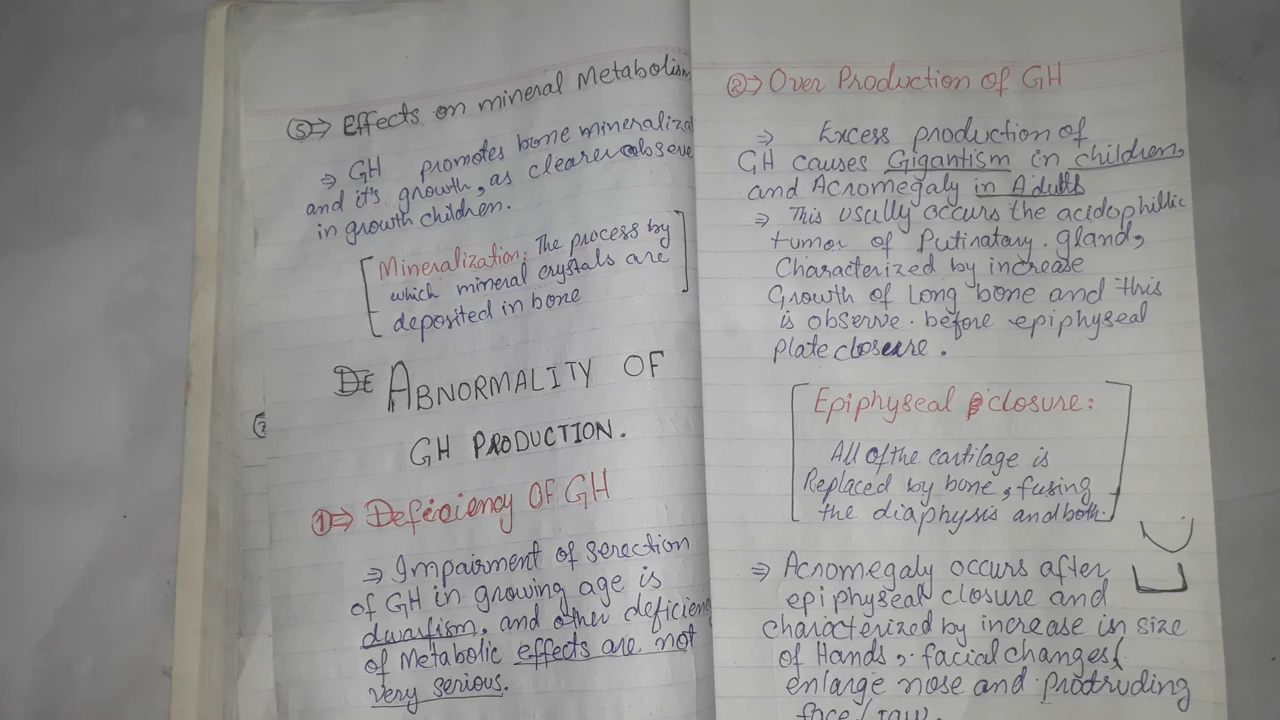 ⑤⇒ Effects on mineral Metabolism
⇒ GH promotes bone mineraliza
and it's growth, as clearer observe
in growth children.
Mineralization: The process by
which mineral crystals are
deposited in bone
DE ABNORMALITY OF
GH PRODUCTION.
①⇒ Deficiency OF GH
⇒ Impairment of serection
of GH in growing age is
dwarfism, and other deficieny
of Metabolic effects are not
very serious.
②⇒ Over Production of GH
⇒ Excess production of
GH causes Gigantism in children,
and Acromegaly in Adults
⇒ This usally occurs the acidophillic
tumor of Putinatary gland,
Characterized by increase
Growth of long bone and this
is observe. before epiphyseal
plate closure.
Epiphyseal closure:
All of the cartilage is
Replaced by bone, fusing
the diaphysis and both.
⇒ Acromegaly occurs after
epiphyseal closure and
characterized by increase in size
of Hands, facial changes,
enlarge nose and protruding
face/Jaw.